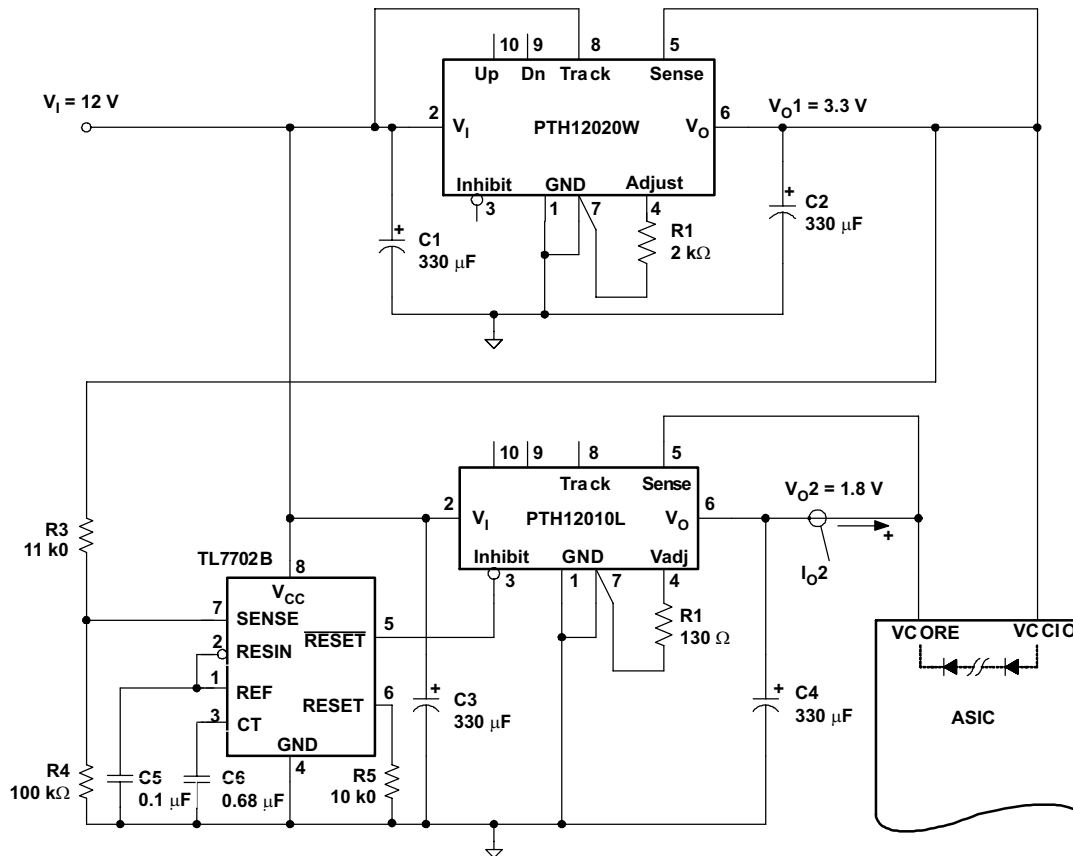 10 9 8 5
Up Dn Track Sense
V_I = 12 V
2 V_I PTH12020W V_O 6
V_O1 = 3.3 V
Inhibit GND Adjust
3 1 7 4
C1
330 μF
R1
2 kΩ
C2
330 μF
10 9 8 5
Track Sense
2 V_I PTH12010L V_O 6
V_O2 = 1.8 V
+
I_O2
Inhibit GND Vadj
3 1 7 4
R1
130 Ω
R3
11 k0
TL7702B
8
V_CC
7 SENSE
2 RESIN
1 REF
3 CT
RESET 5
RESET 6
GND
4
R4
100 kΩ
C5
0.1 μF
C6
0.68 μF
R5
10 k0
C3
330 μF
C4
330 μF
VCORE VCCIO
ASIC